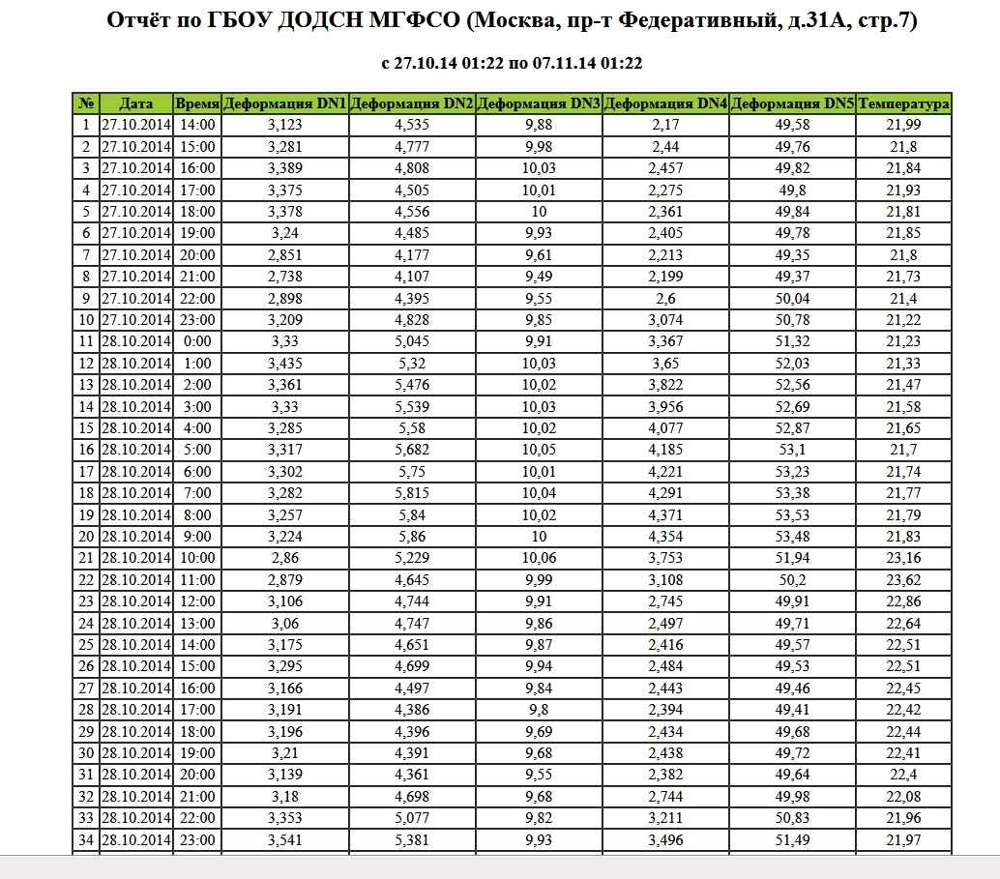 Отчёт по ГБОУ ДОДСН МГФСО (Москва, пр-т Федеративный, д.31А, стр.7)
с 27.10.14 01:22 по 07.11.14 01:22
№ Дата Время Деформация DN1 Деформация DN2 Деформация DN3 Деформация DN4 Деформация DN5 Температура
1 27.10.2014 14:00 3,123 4,535 9,88 2,17 49,58 21,99
2 27.10.2014 15:00 3,281 4,777 9,98 2,44 49,76 21,8
3 27.10.2014 16:00 3,389 4,808 10,03 2,457 49,82 21,84
4 27.10.2014 17:00 3,375 4,505 10,01 2,275 49,8 21,93
5 27.10.2014 18:00 3,378 4,556 10 2,361 49,84 21,81
6 27.10.2014 19:00 3,24 4,485 9,93 2,405 49,78 21,85
7 27.10.2014 20:00 2,851 4,177 9,61 2,213 49,35 21,8
8 27.10.2014 21:00 2,738 4,107 9,49 2,199 49,37 21,73
9 27.10.2014 22:00 2,898 4,395 9,55 2,6 50,04 21,4
10 27.10.2014 23:00 3,209 4,828 9,85 3,074 50,78 21,22
11 28.10.2014 0:00 3,33 5,045 9,91 3,367 51,32 21,23
12 28.10.2014 1:00 3,435 5,32 10,03 3,65 52,03 21,33
13 28.10.2014 2:00 3,361 5,476 10,02 3,822 52,56 21,47
14 28.10.2014 3:00 3,33 5,539 10,03 3,956 52,69 21,58
15 28.10.2014 4:00 3,285 5,58 10,02 4,077 52,87 21,65
16 28.10.2014 5:00 3,317 5,682 10,05 4,185 53,1 21,7
17 28.10.2014 6:00 3,302 5,75 10,01 4,221 53,23 21,74
18 28.10.2014 7:00 3,282 5,815 10,04 4,291 53,38 21,77
19 28.10.2014 8:00 3,257 5,84 10,02 4,371 53,53 21,79
20 28.10.2014 9:00 3,224 5,86 10 4,354 53,48 21,83
21 28.10.2014 10:00 2,86 5,229 10,06 3,753 51,94 23,16
22 28.10.2014 11:00 2,879 4,645 9,99 3,108 50,2 23,62
23 28.10.2014 12:00 3,106 4,744 9,91 2,745 49,91 22,86
24 28.10.2014 13:00 3,06 4,747 9,86 2,497 49,71 22,64
25 28.10.2014 14:00 3,175 4,651 9,87 2,416 49,57 22,51
26 28.10.2014 15:00 3,295 4,699 9,94 2,484 49,53 22,51
27 28.10.2014 16:00 3,166 4,497 9,84 2,443 49,46 22,45
28 28.10.2014 17:00 3,191 4,386 9,8 2,394 49,41 22,42
29 28.10.2014 18:00 3,196 4,396 9,69 2,434 49,68 22,44
30 28.10.2014 19:00 3,21 4,391 9,68 2,438 49,72 22,41
31 28.10.2014 20:00 3,139 4,361 9,55 2,382 49,64 22,4
32 28.10.2014 21:00 3,18 4,698 9,68 2,744 49,98 22,08
33 28.10.2014 22:00 3,353 5,077 9,82 3,211 50,83 21,96
34 28.10.2014 23:00 3,541 5,381 9,93 3,496 51,49 21,97